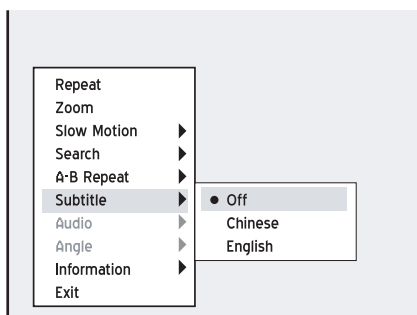 Repeat
Zoom
Slow Motion
Search
A-B Repeat
Subtitle
Audio
Angle
Information
Exit
Off
Chinese
English